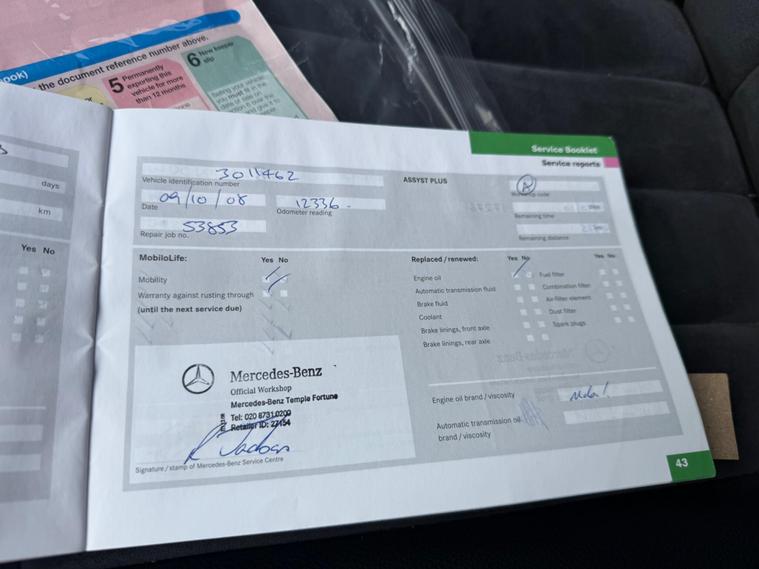 ook)
the document reference number above.
5 Permanently
exporting this
vehicle for more
than 12 months
6 New keeper
slip
days
km
Yes No
Service Booklet
Service reports
3011462
Vehicle identification number
ASSYST PLUS
09/10/08
Date
12336
Odometer reading
53853
Repair job no.
A
Remaining time
Remaining distance
MobiloLife:
Yes No
Mobility
Warranty against rusting through
(until the next service due)
Replaced / renewed:
Yes No
Yes No
Engine oil
Automatic transmission fluid
Brake fluid
Coolant
Brake linings, front axle
Brake linings, rear axle
Fuel filter
Combination filter
Air-filter element
Dust filter
Spark plugs
Mercedes-Benz
Official Workshop
Mercedes-Benz Temple Fortune
Tel: 020 8731 0200
Retailer ID: 27154
Signature / stamp of Mercedes-Benz Service Centre
Engine oil brand / viscosity
Mobil
Automatic transmission oil
brand / viscosity
43